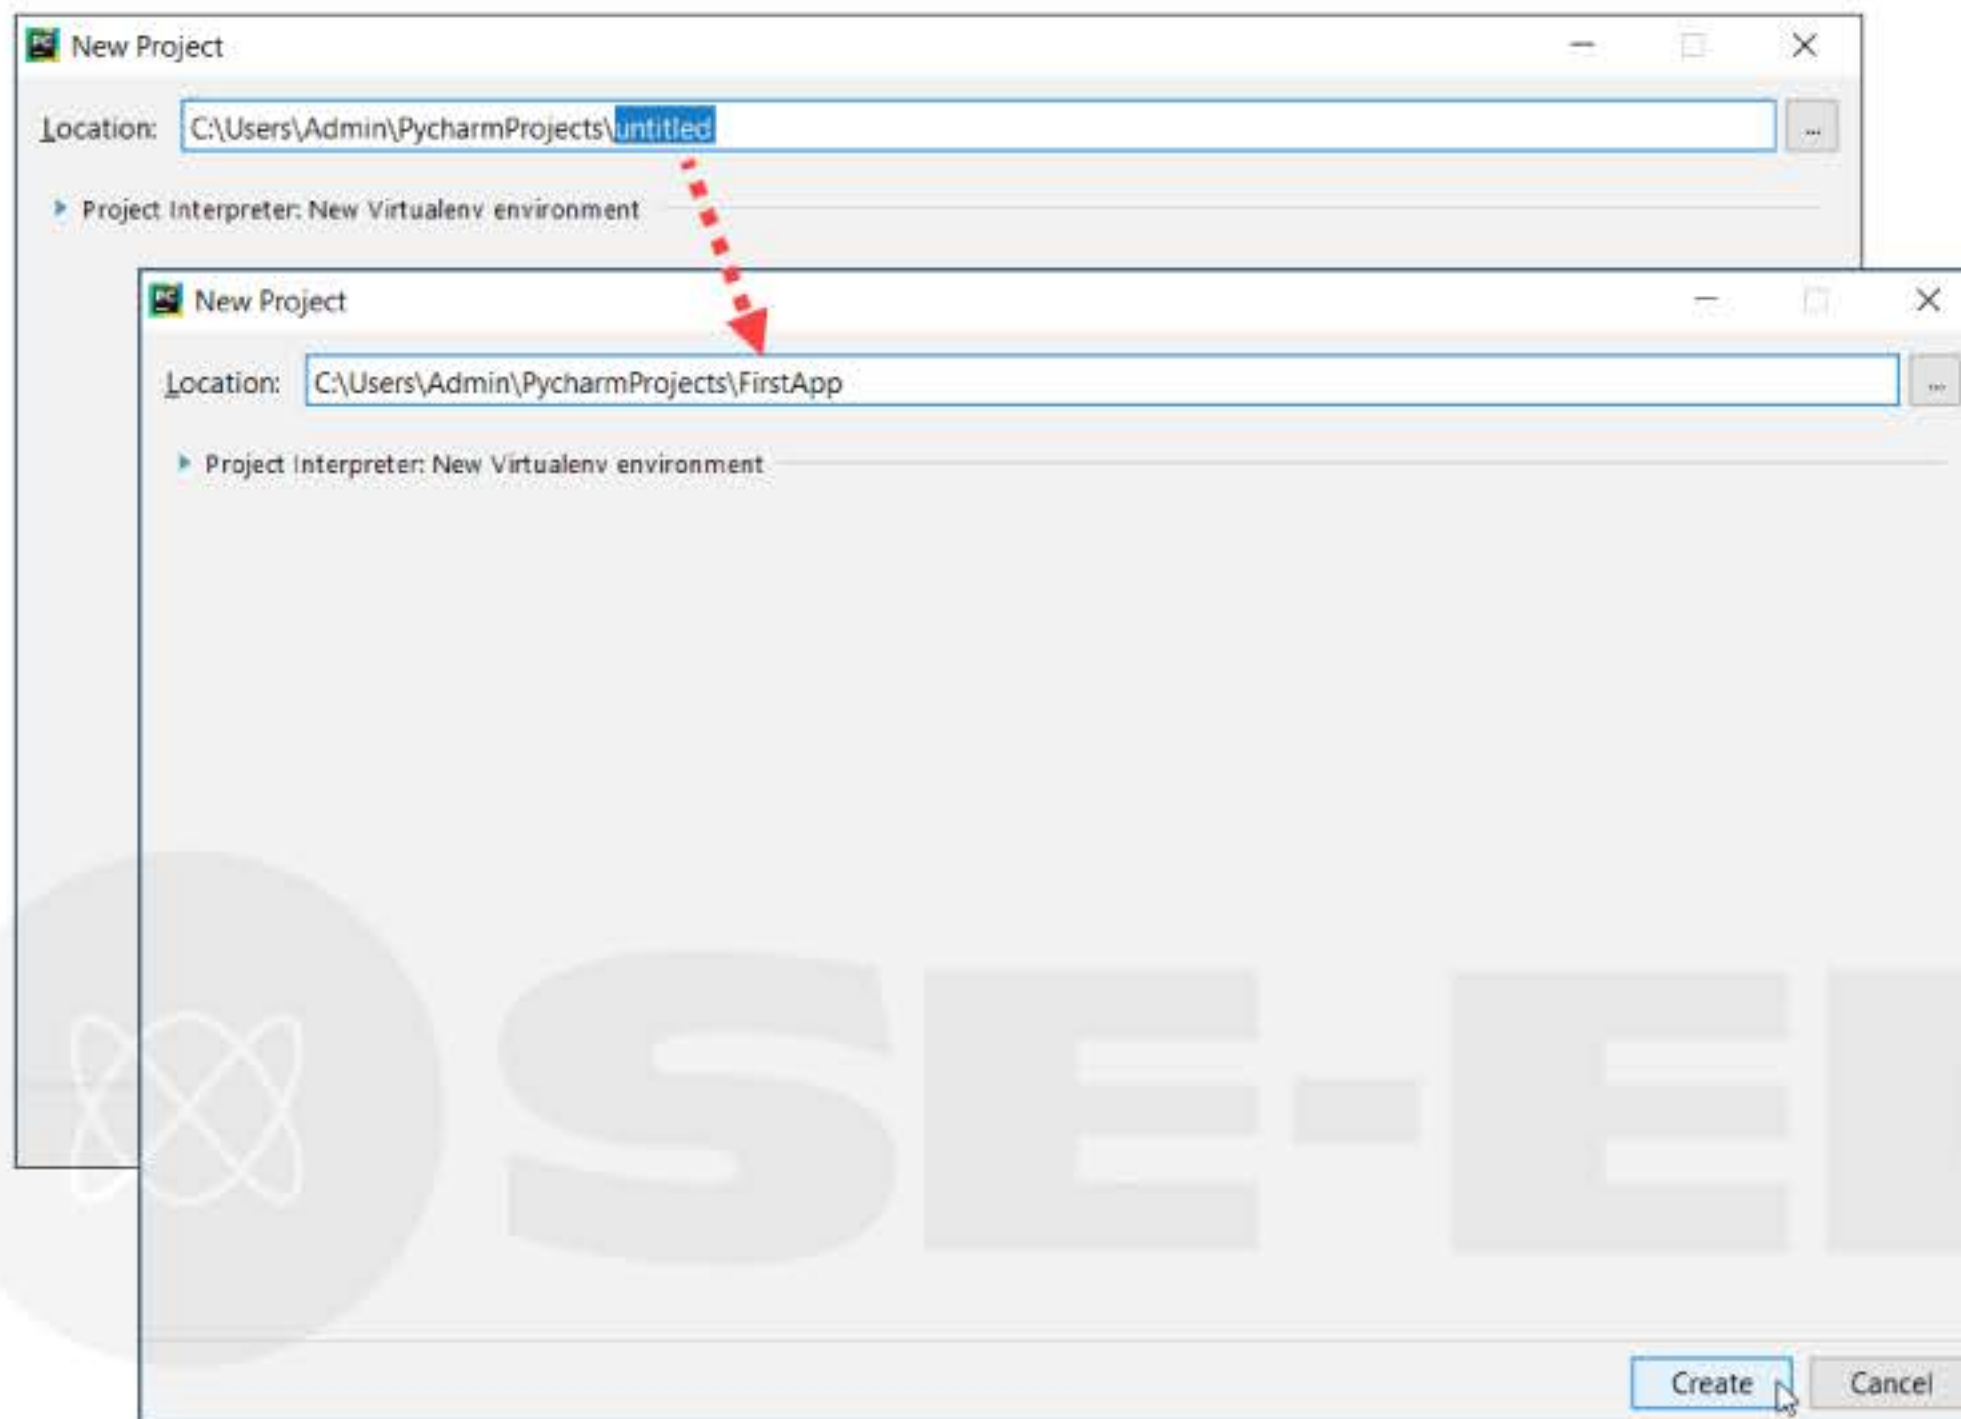 New Project
Location: C:\Users\Admin\PycharmProjects\untitled ...
Project Interpreter: New Virtualenv environment
New Project
Location: C:\Users\Admin\PycharmProjects\FirstApp ...
Project Interpreter: New Virtualenv environment
SE-E
Create Cancel